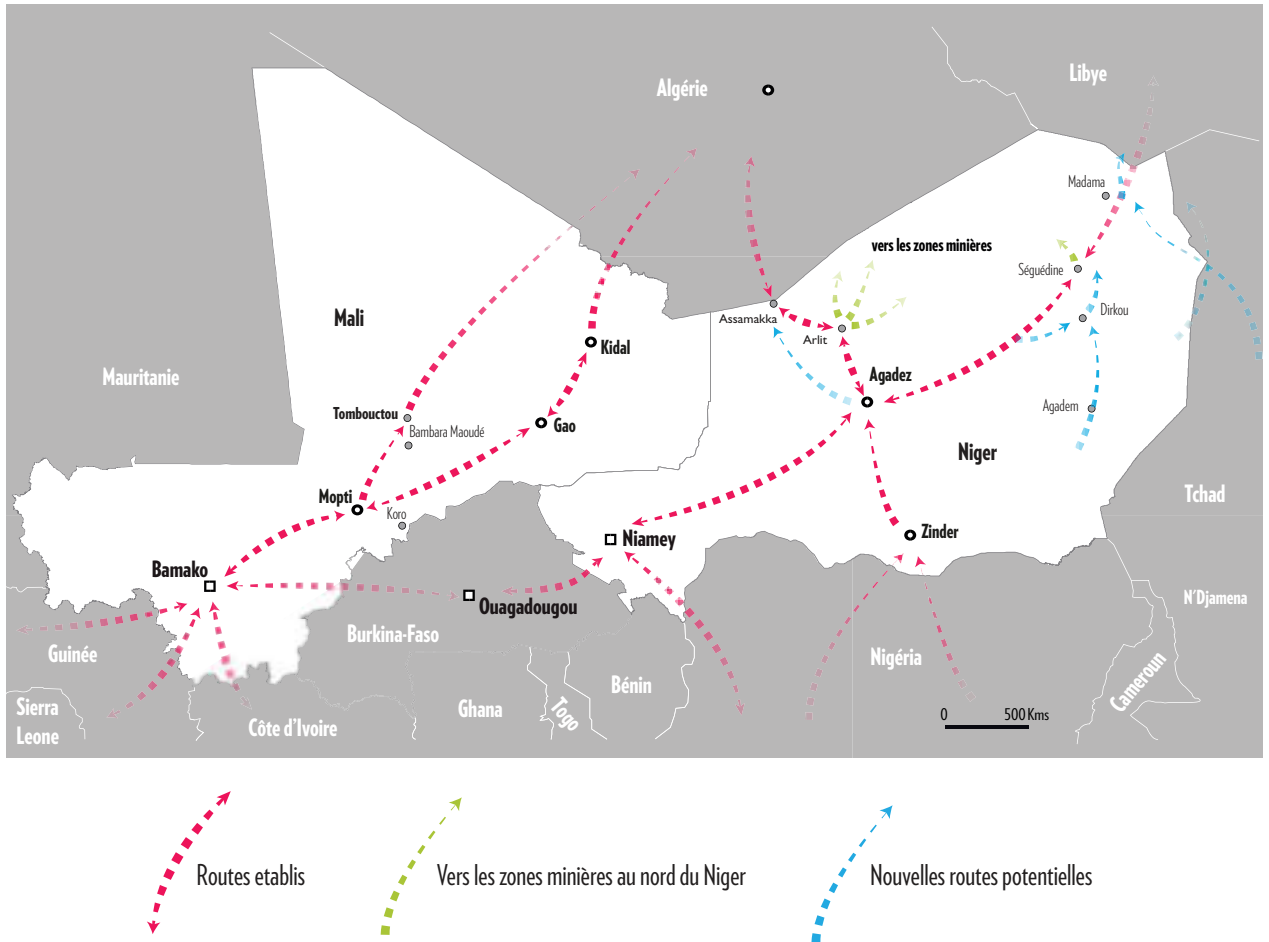 Algérie
Libye
Madama
vers les zones minières
Séguédine
Mali
Assamakka
Dirkou
Arlit
Kidal
Mauritanie
Agadez
Tombouctou
Agadem
Bambara Maoudé
Gao
Niger
Mopti
Tchad
Koro
Zinder
Niamey
Bamako
Ouagadougou
N'Djamena
Burkina-Faso
Guinée
Nigéria
Bénin
Cameroun
Sierra
Leone
Ghana
Togo
Côte d'Ivoire
0 500 Kms
Routes etablis
Vers les zones minières au nord du Niger
Nouvelles routes potentielles